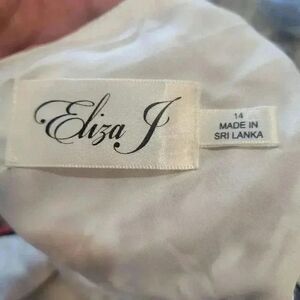 Eliza J
14
MADE IN
SRI LANKA